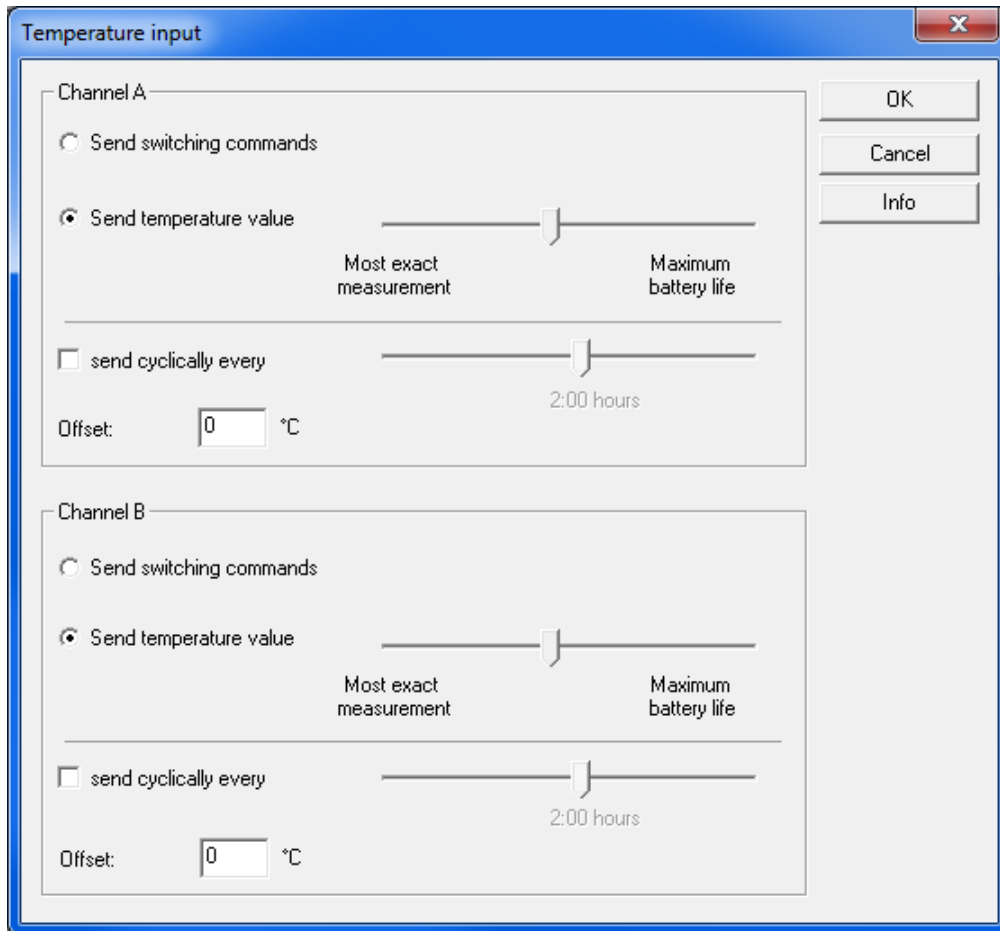 Temperature input
Channel A
OK
Send switching commands
Cancel
Info
Send temperature value
Most exact
measurement
Maximum
battery life
send cyclically every
2:00 hours
Offset: 0 °C
Channel B
Send switching commands
Send temperature value
Most exact
measurement
Maximum
battery life
send cyclically every
2:00 hours
Offset: 0 °C